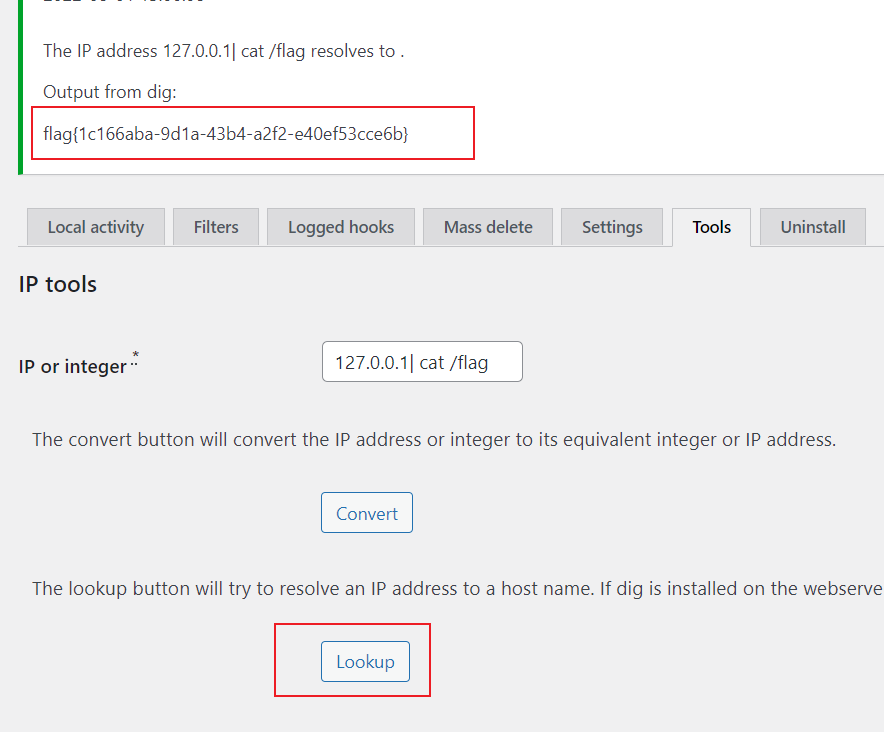 The IP address 127.0.0.1| cat /flag resolves to .
Output from dig:
flag{1c166aba-9d1a-43b4-a2f2-e40ef53cce6b}
Local activity Filters Logged hooks Mass delete Settings Tools Uninstall
IP tools
IP or integer * 127.0.0.1| cat /flag
The convert button will convert the IP address or integer to its equivalent integer or IP address.
Convert
The lookup button will try to resolve an IP address to a host name. If dig is installed on the webserve
Lookup